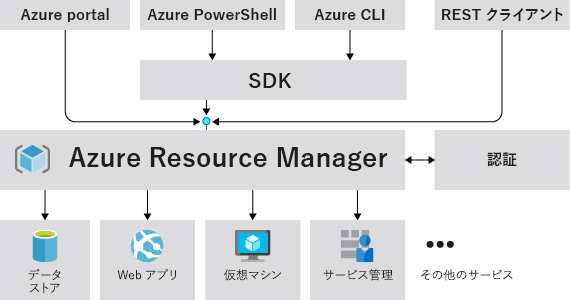 Azure portal
Azure PowerShell
Azure CLI
REST クライアント
SDK
Azure Resource Manager
認証
データ
ストア
Web アプリ
仮想マシン
サービス管理
その他のサービス